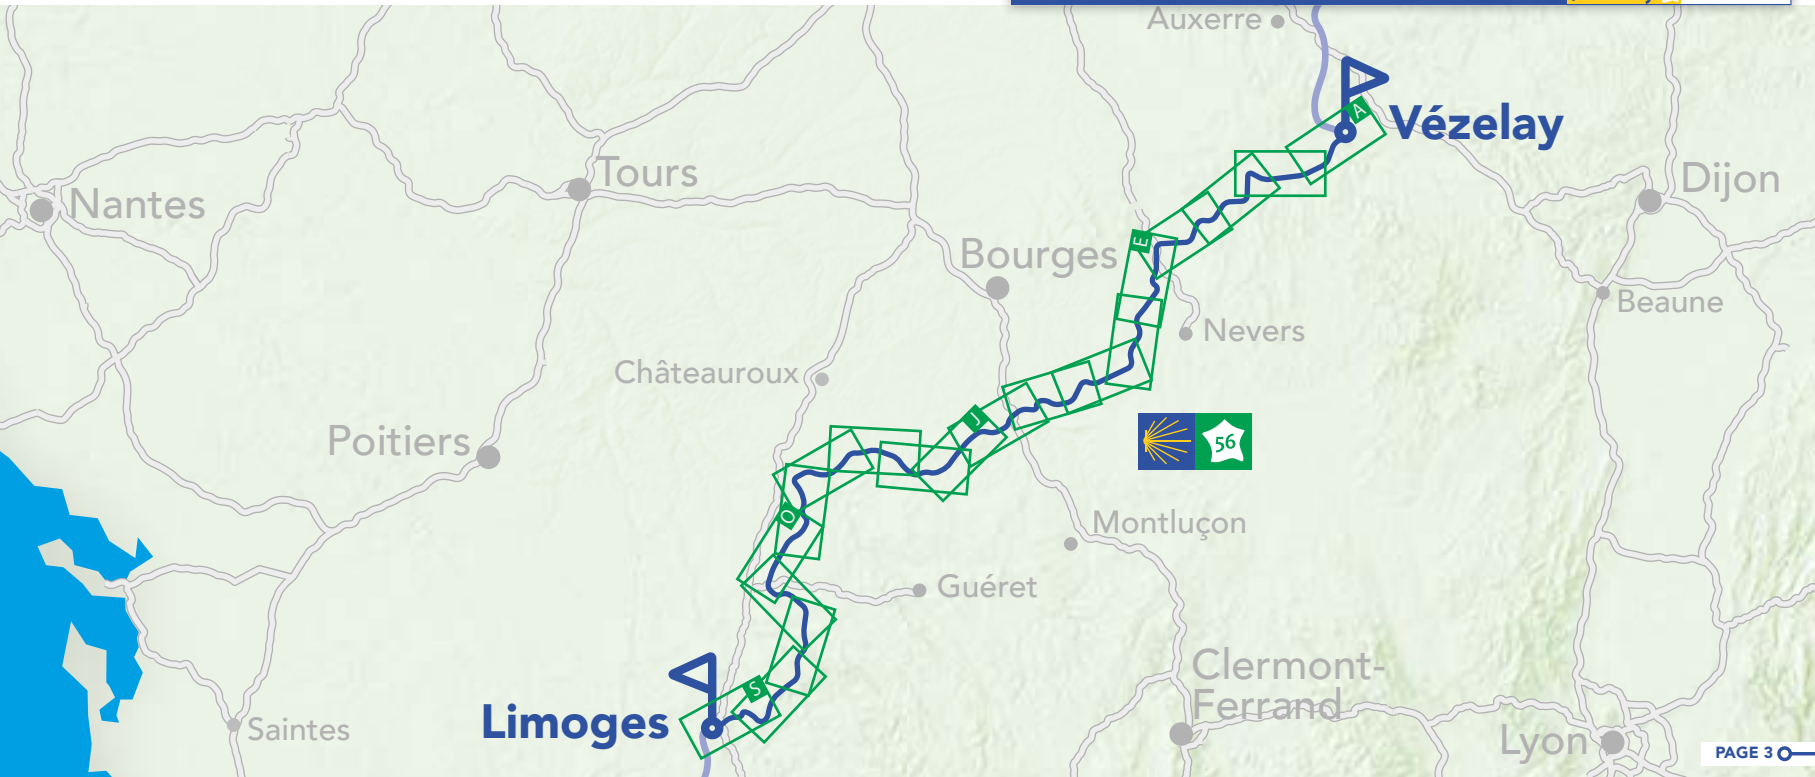 Auxerre
A
Vézelay
Tours
Dijon
Nantes
E
Bourges
Beaune
Nevers
Châteauroux
J
Poitiers
56
O
Montluçon
Guéret
Clermont-
Ferrand
S
Limoges
Saintes
Lyon
PAGE 3